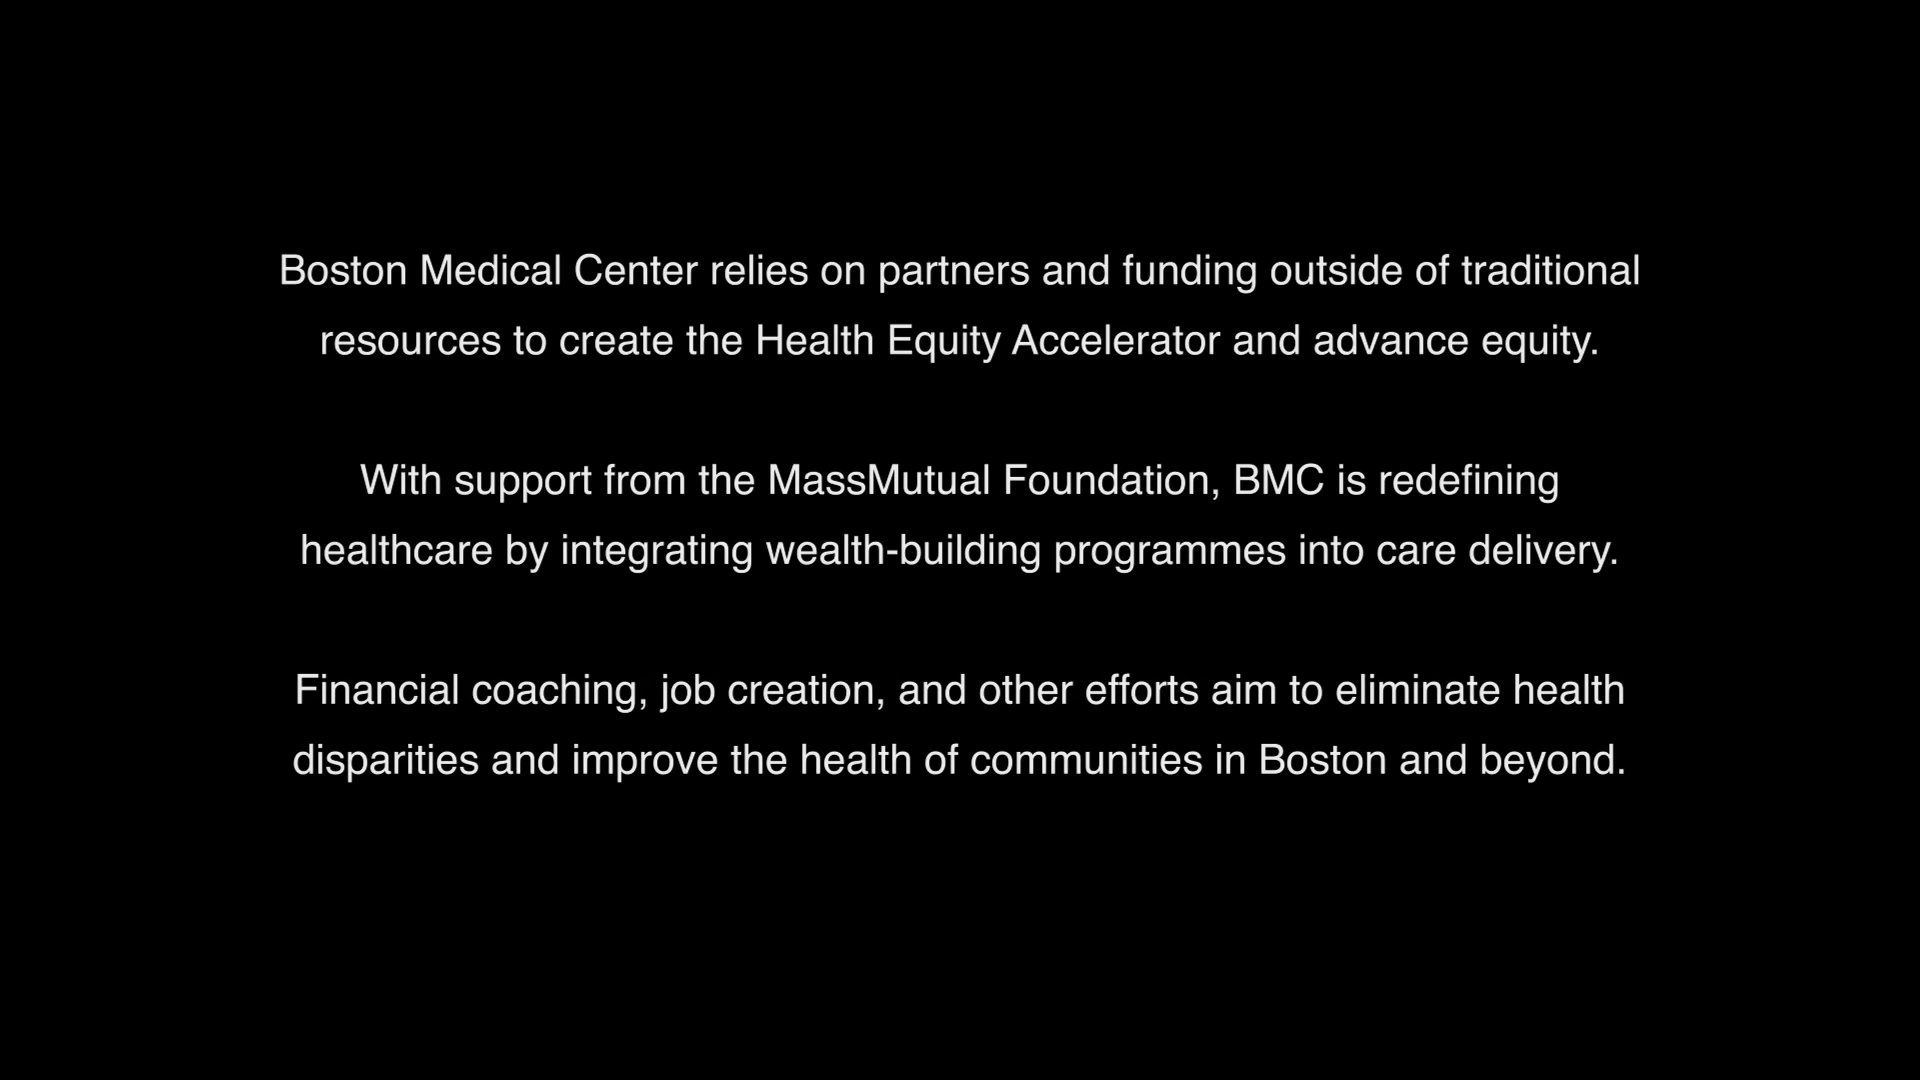 Boston Medical Center relies on partners and funding outside of traditional
resources to create the Health Equity Accelerator and advance equity.
With support from the MassMutual Foundation, BMC is redefining
healthcare by integrating wealth-building programmes into care delivery.
Financial coaching, job creation, and other efforts aim to eliminate health
disparities and improve the health of communities in Boston and beyond.